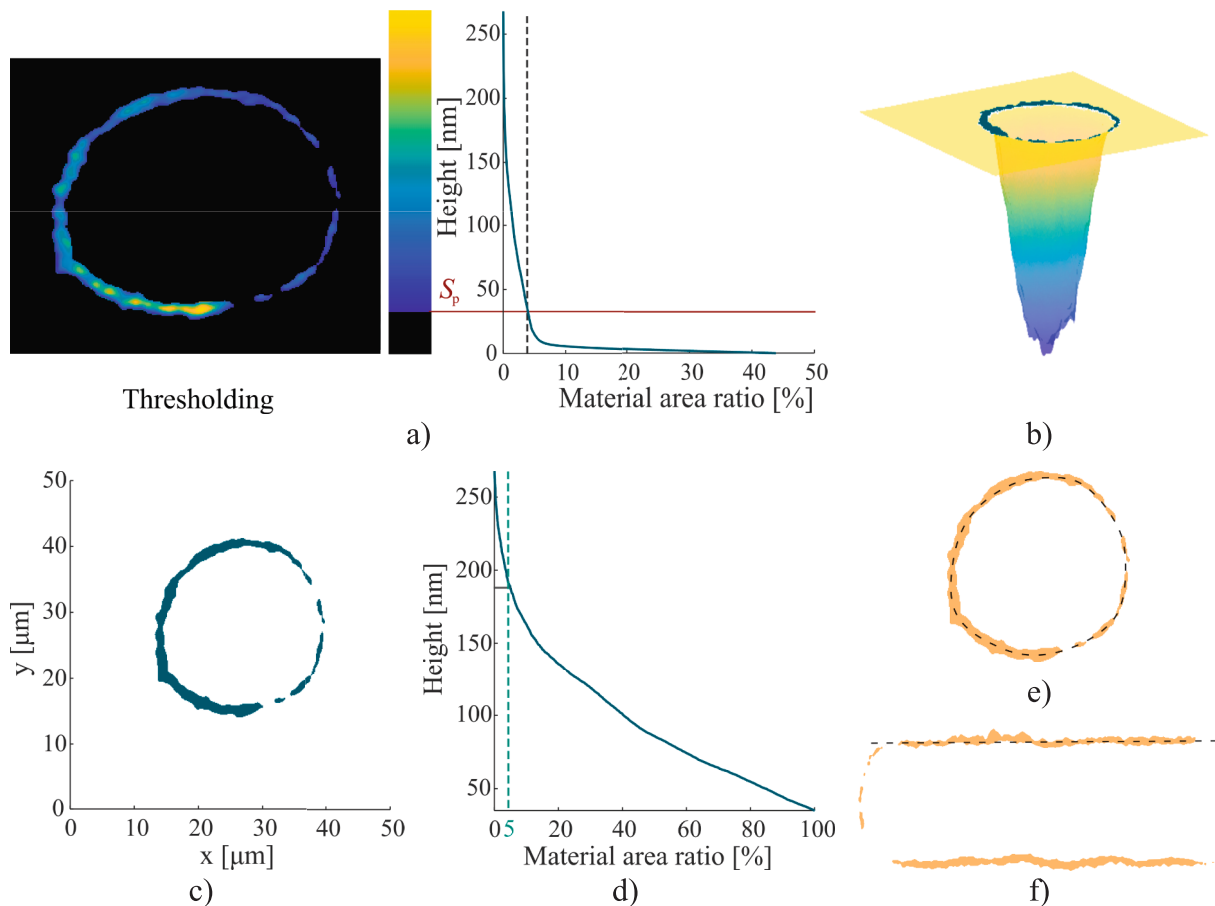 250
200
150
100
50
0
Height [nm]
Sp
0 10 20 30 40 50
Material area ratio [%]
Thresholding
a)
b)
50
40
30
20
10
0
y [μm]
0 10 20 30 40 50
x [μm]
c)
250
200
150
100
50
Height [nm]
0 5 20 40 60 80 100
Material area ratio [%]
d)
e)
f)